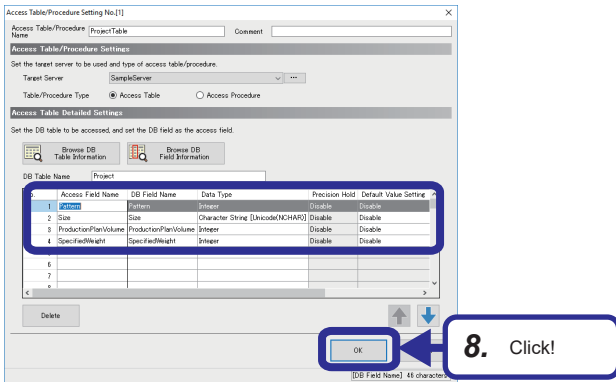 Access Table/Procedure Setting No.[1]
Access Table/Procedure Name ProjectTable Comment
Access Table/Procedure Settings
Set the target server to be used and type of access table/procedure.
Target Server SampleServer ...
Table/Procedure Type Access Table Access Procedure
Access Table Detailed Settings
Set the DB table to be accessed, and set the DB field as the access field.
Browse DB Table Information Browse DB Field Information
DB Table Name Project
Access Field Name DB Field Name Data Type Precision Hold Default Value Setting
1 Pattern Pattern Integer Disable Disable
2 Size Size Character String [Unicode(NCHAR)] Disable Disable
3 ProductionPlanVolume ProductionPlanVolume Integer Disable Disable
4 SpecifiedWeight SpecifiedWeight Integer Disable Disable
6
7
Delete
OK
8. Click!
[DB Field Name] 46 characters